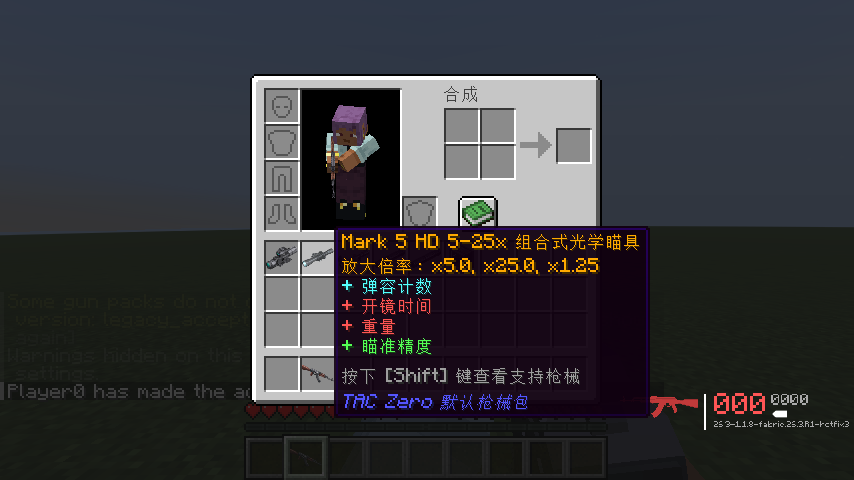 合成
Mark 5 HD 5-25x 组合式光学瞄具
放大倍率：x5.0, x25.0, x1.25
+ 弹容计数
+ 开镜时间
+ 重量
+ 瞄准精度
按下 [Shift] 键查看支持枪械
TAC Zero 默认枪械包
Some gun packs do not
version
again)
Warning
on this
settings
Player0 has made the ad
000 0000